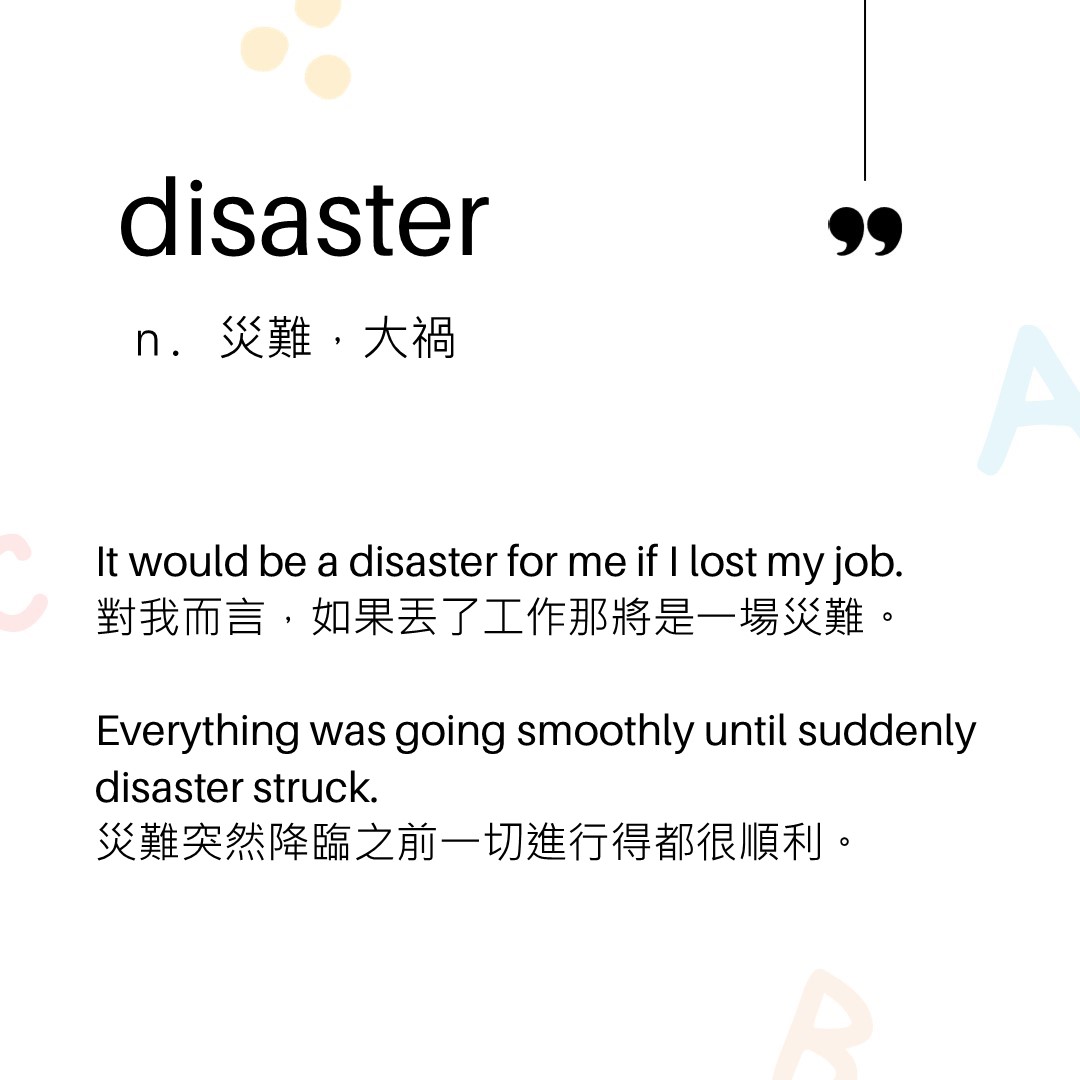 disaster
”
n. 災難，大禍
A
C
It would be a disaster for me if I lost my job.
對我而言，如果丟了工作那將是一場災難。
Everything was going smoothly until suddenly
disaster struck.
災難突然降臨之前一切進行得都很順利。
B